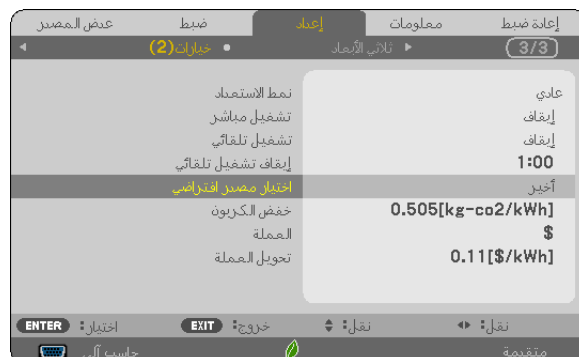 عرض المصدر ضبط إعداد معلومات إعادة ضبط
خيارات(2) ثلاثي الأبعاد 3/3
نمط الاستعداد عادي
تشغيل مباشر إيقاف
تشغيل تلقائي إيقاف
إيقاف تشغيل تلقائي 1:00
اختيار مصدر افتراضي أخير
خفض الكربون 0.505[kg-co2/kWh]
العملة $
تحويل العملة 0.11[$/kWh]
ENTER اختيار: EXIT خروج: نقل: نقل:
حاسب آلي متقدمة